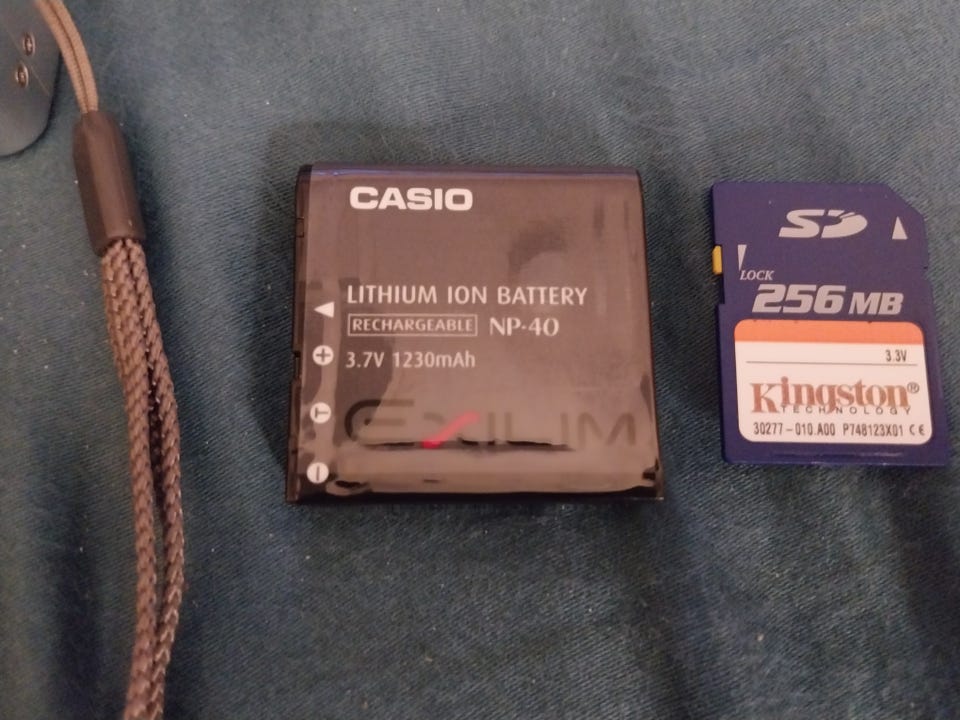 CASIO
LITHIUM ION BATTERY
RECHARGEABLE NP-40
+ 3.7V 1230mAh
T
EXILIM
-
SD
LOCK
256 MB
3.3V
Kingston®
TECHNOLOGY
30277-010.A00 P748123X01 CE